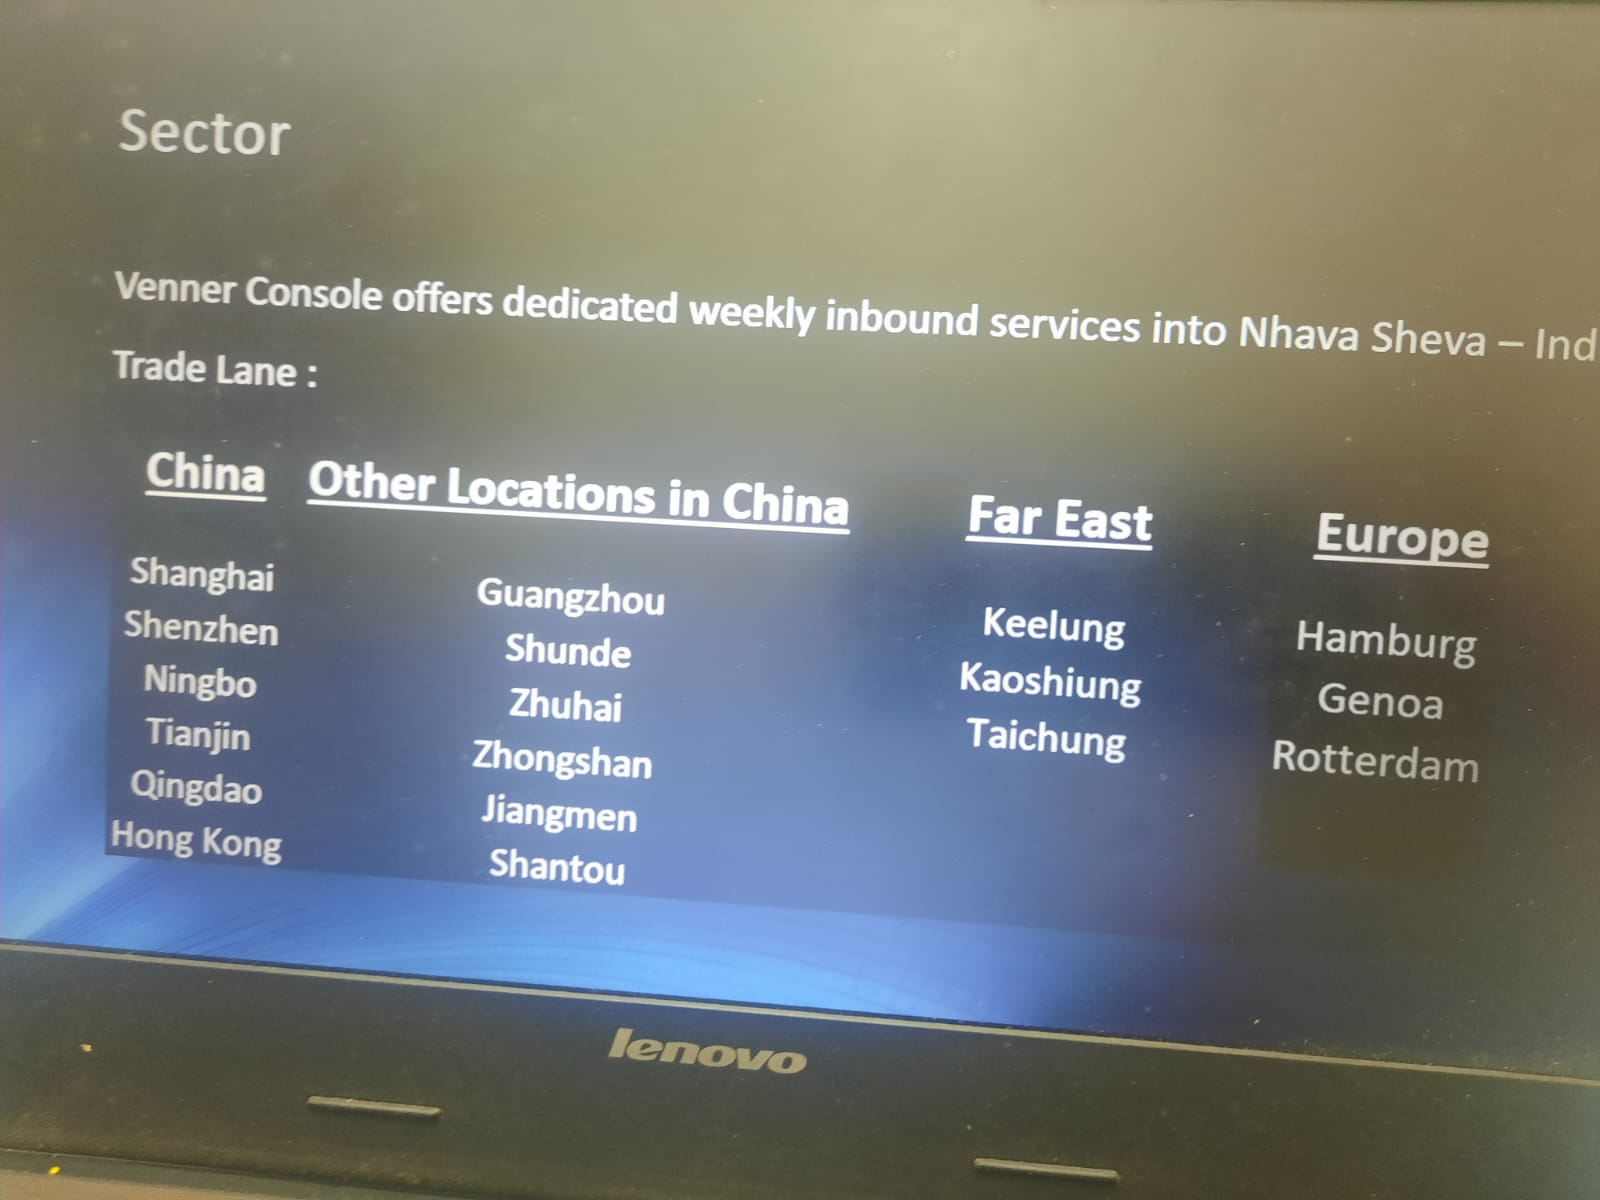 Sector
Venner Console offers dedicated weekly inbound services into Nhava Sheva – Ind
Trade Lane :
China Other Locations in China Far East Europe
Shanghai Guangzhou Keelung Hamburg
Shenzhen Shunde Kaoshiung Genoa
Ningbo Zhuhai Taichung Rotterdam
Tianjin Zhongshan
Qingdao Jiangmen
Hong Kong Shantou
lenovo